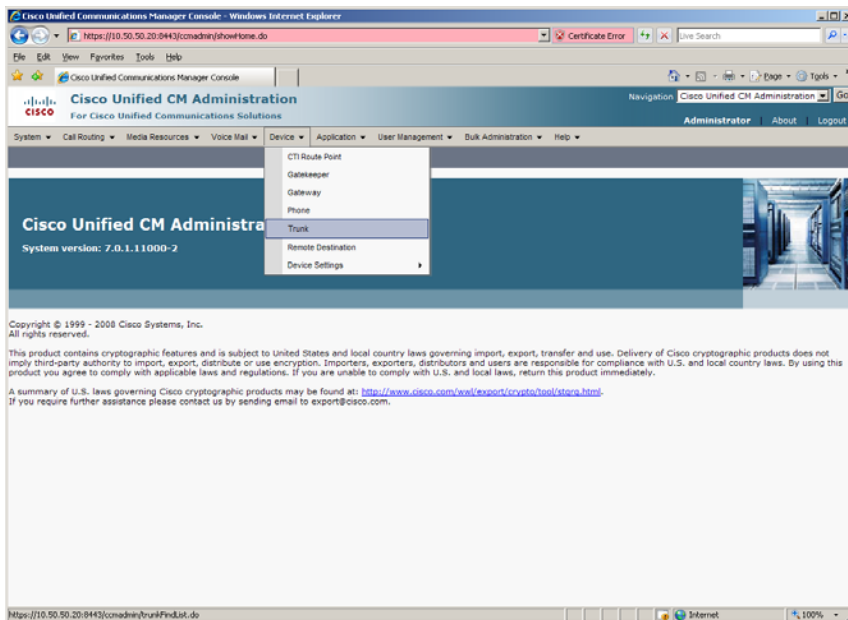 Cisco Unified Communications Manager Console - Windows Internet Explorer
https://10.50.50.20:8443/ccmadmin/showHome.do
Certificate Error
Live Search
File Edit View Favorites Tools Help
Cisco Unified Communications Manager Console
Page Tools
CISCO
Cisco Unified CM Administration
For Cisco Unified Communications Solutions
Navigation Cisco Unified CM Administration Go
Administrator | About | Logout
System Call Routing Media Resources Voice Mail Device Application User Management Bulk Administration Help
CTI Route Point
Gatekeeper
Gateway
Phone
Trunk
Remote Destination
Device Settings
Cisco Unified CM Administra
System version: 7.0.1.11000-2
Copyright © 1999 - 2008 Cisco Systems, Inc.
All rights reserved.
This product contains cryptographic features and is subject to United States and local country laws governing import, export, transfer and use. Delivery of Cisco cryptographic products does not
imply third-party authority to import, export, distribute or use encryption. Importers, exporters, distributors and users are responsible for compliance with U.S. and local country laws. By using this
product you agree to comply with applicable laws and regulations. If you are unable to comply with U.S. and local laws, return this product immediately.
A summary of U.S. laws governing Cisco cryptographic products may be found at: http://www.cisco.com/wwl/export/crypto/tool/stqrg.html.
If you require further assistance please contact us by sending email to export@cisco.com.
https://10.50.50.20:8443/ccmadmin/trunkFindList.do
Internet
100%